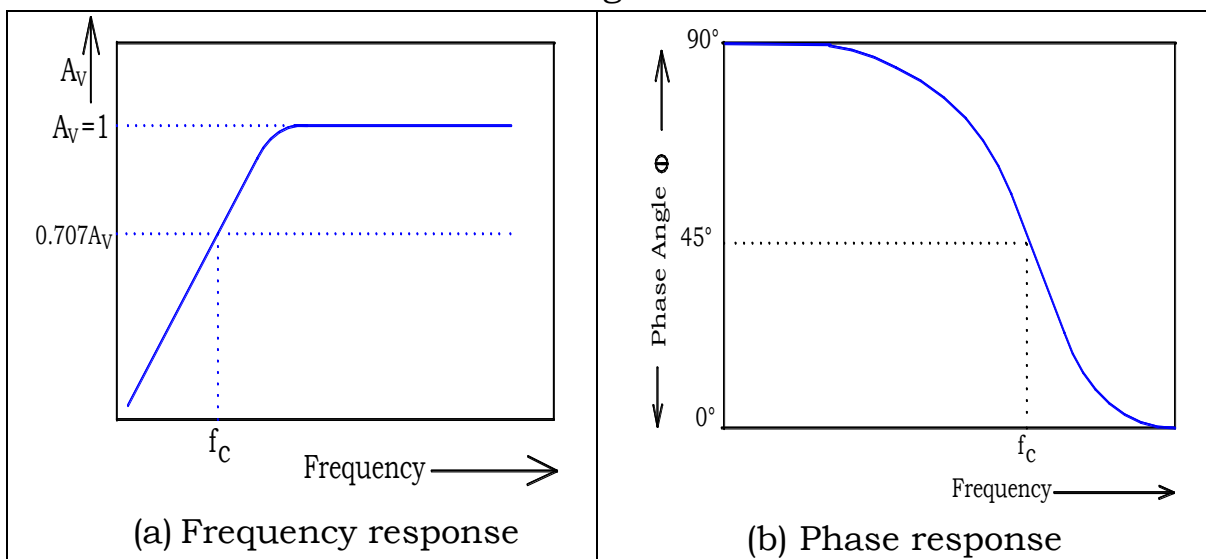 A_V
A_V=1
0.707A_V
f_C
Frequency
(a) Frequency response
90°
Phase Angle Φ
45°
0°
f_C
Frequency
(b) Phase response